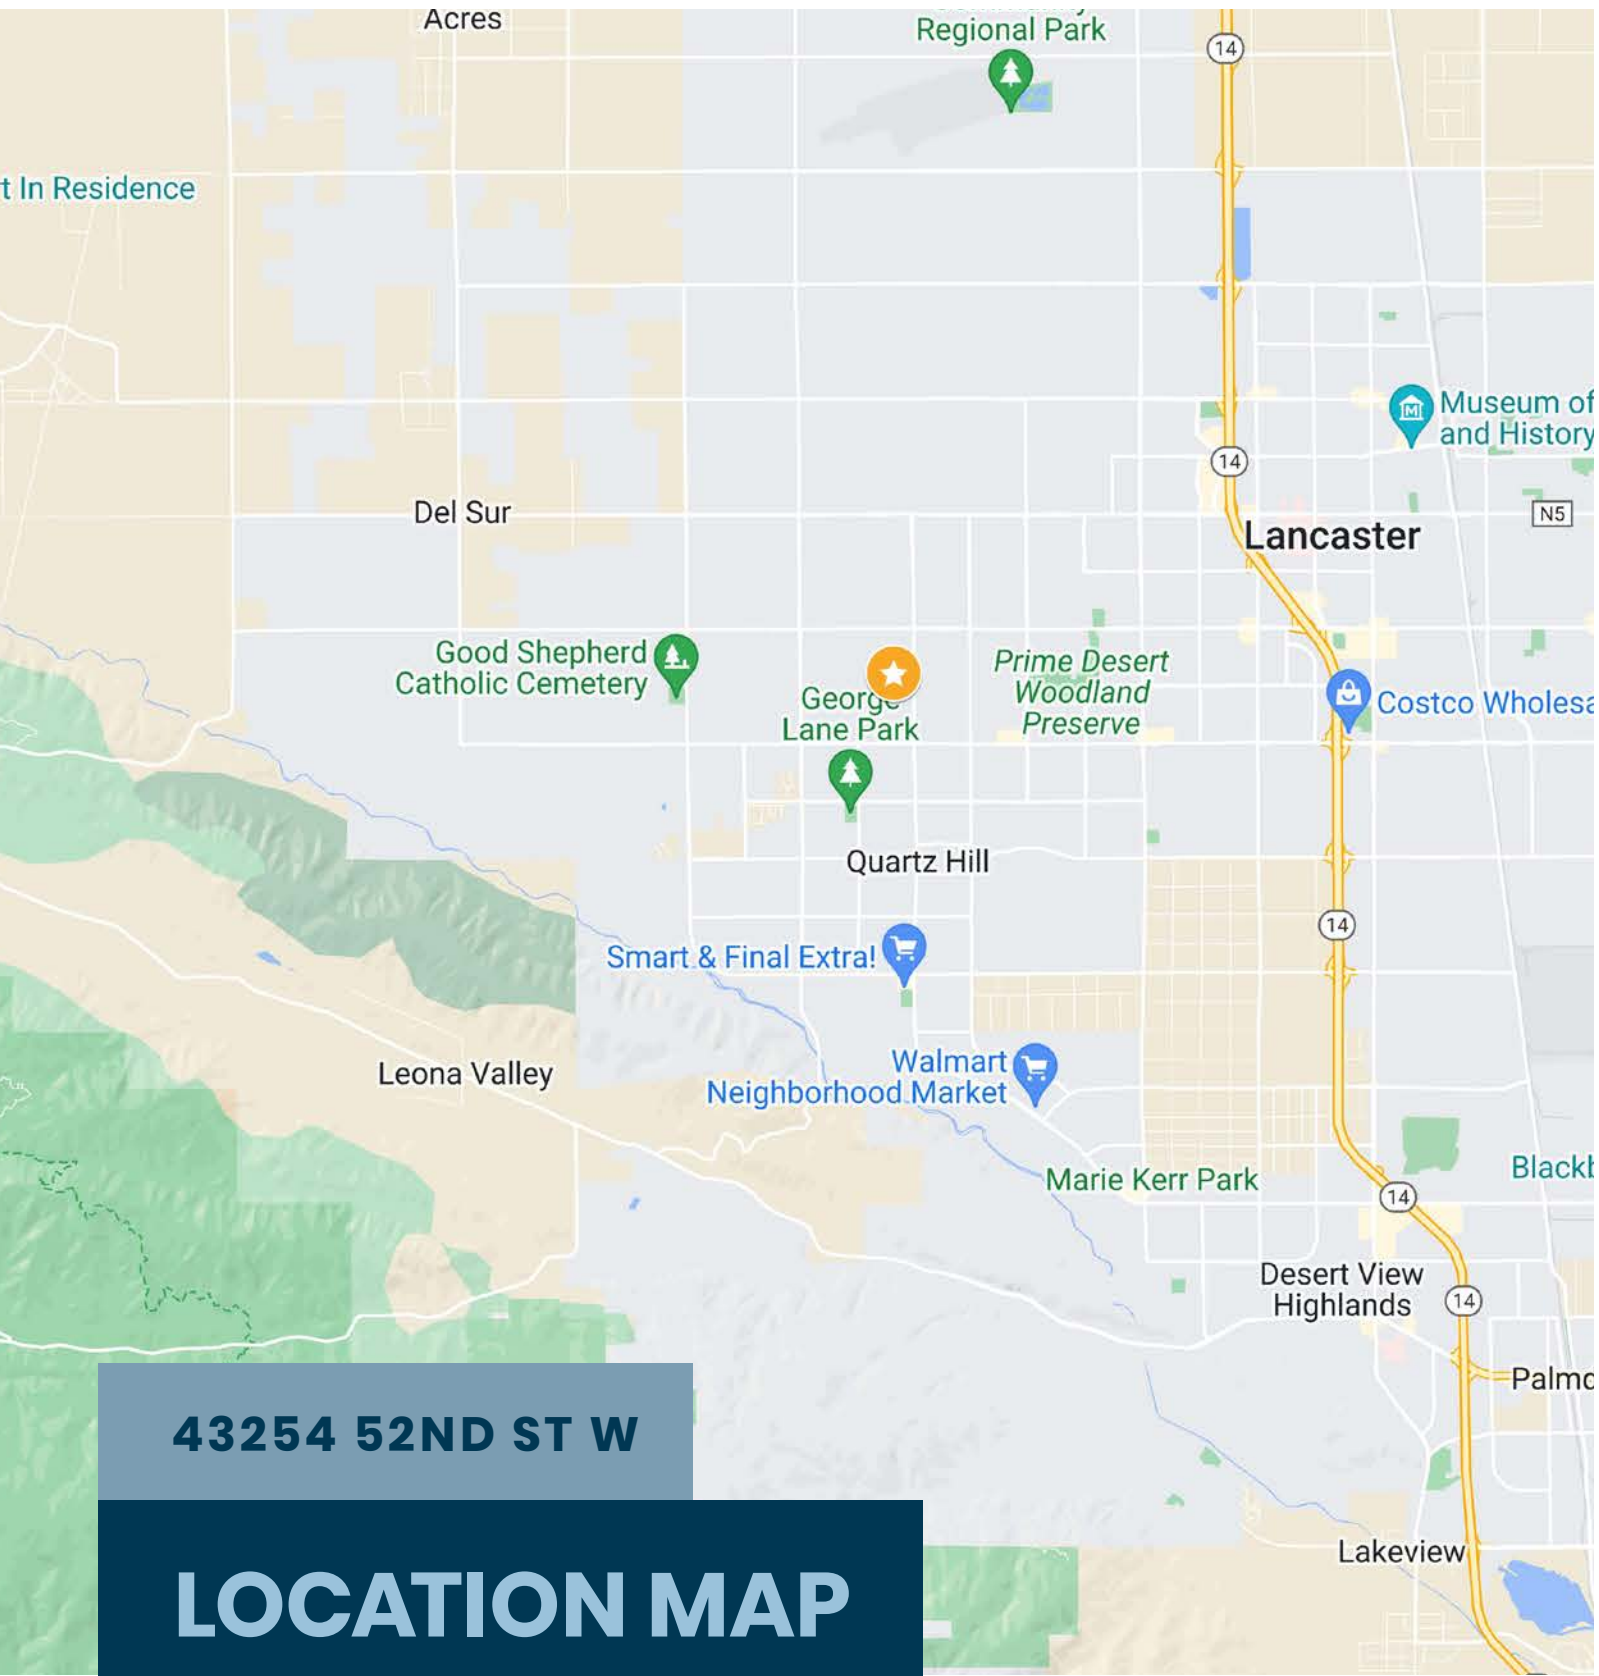 Acres
Regional Park
14
t In Residence
Museum of
and History
14
Del Sur
N5
Lancaster
Good Shepherd
Catholic Cemetery
Prime Desert
Woodland
Preserve
George
Lane Park
Costco Wholesa
Quartz Hill
14
Smart & Final Extra!
Walmart
Neighborhood Market
Leona Valley
Marie Kerr Park
Blackb
14
Desert View
Highlands
14
Palmd
43254 52ND ST W
Lakeview
LOCATION MAP